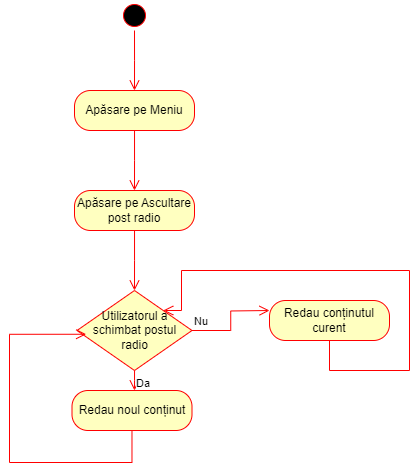 Apăsare pe Meniu
Apăsare pe Ascultare
post radio
Utilizatorul a
schimbat postul
radio
Nu
Redau conținutul
curent
Da
Redau noul conținut